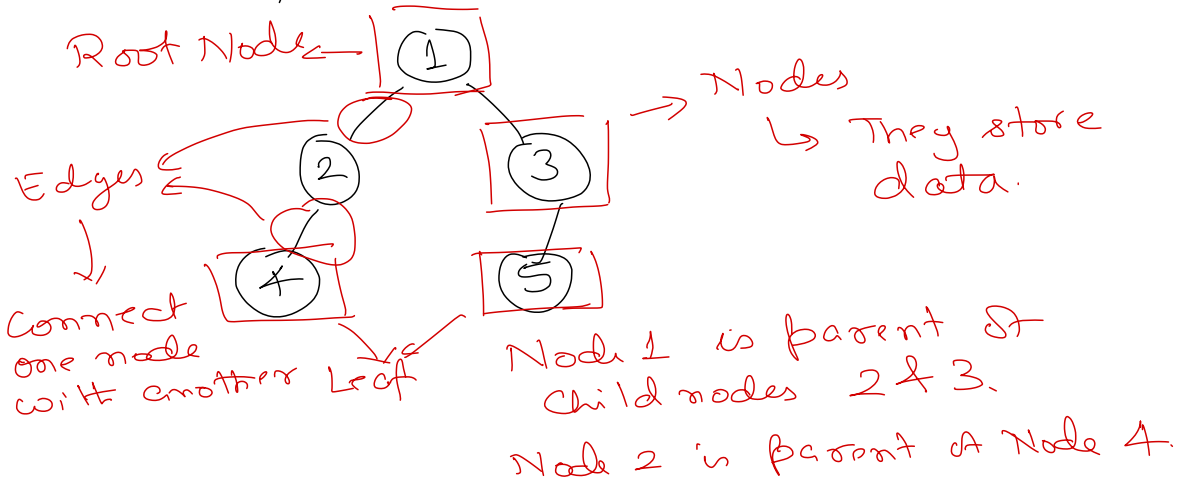 Root Node
1
Nodes
They store
data.
2
3
Edges
4
5
Connect
one node
with another
Leaf
Node 1 is parent of
child nodes 2 & 3.
Node 2 is parent of Node 4.